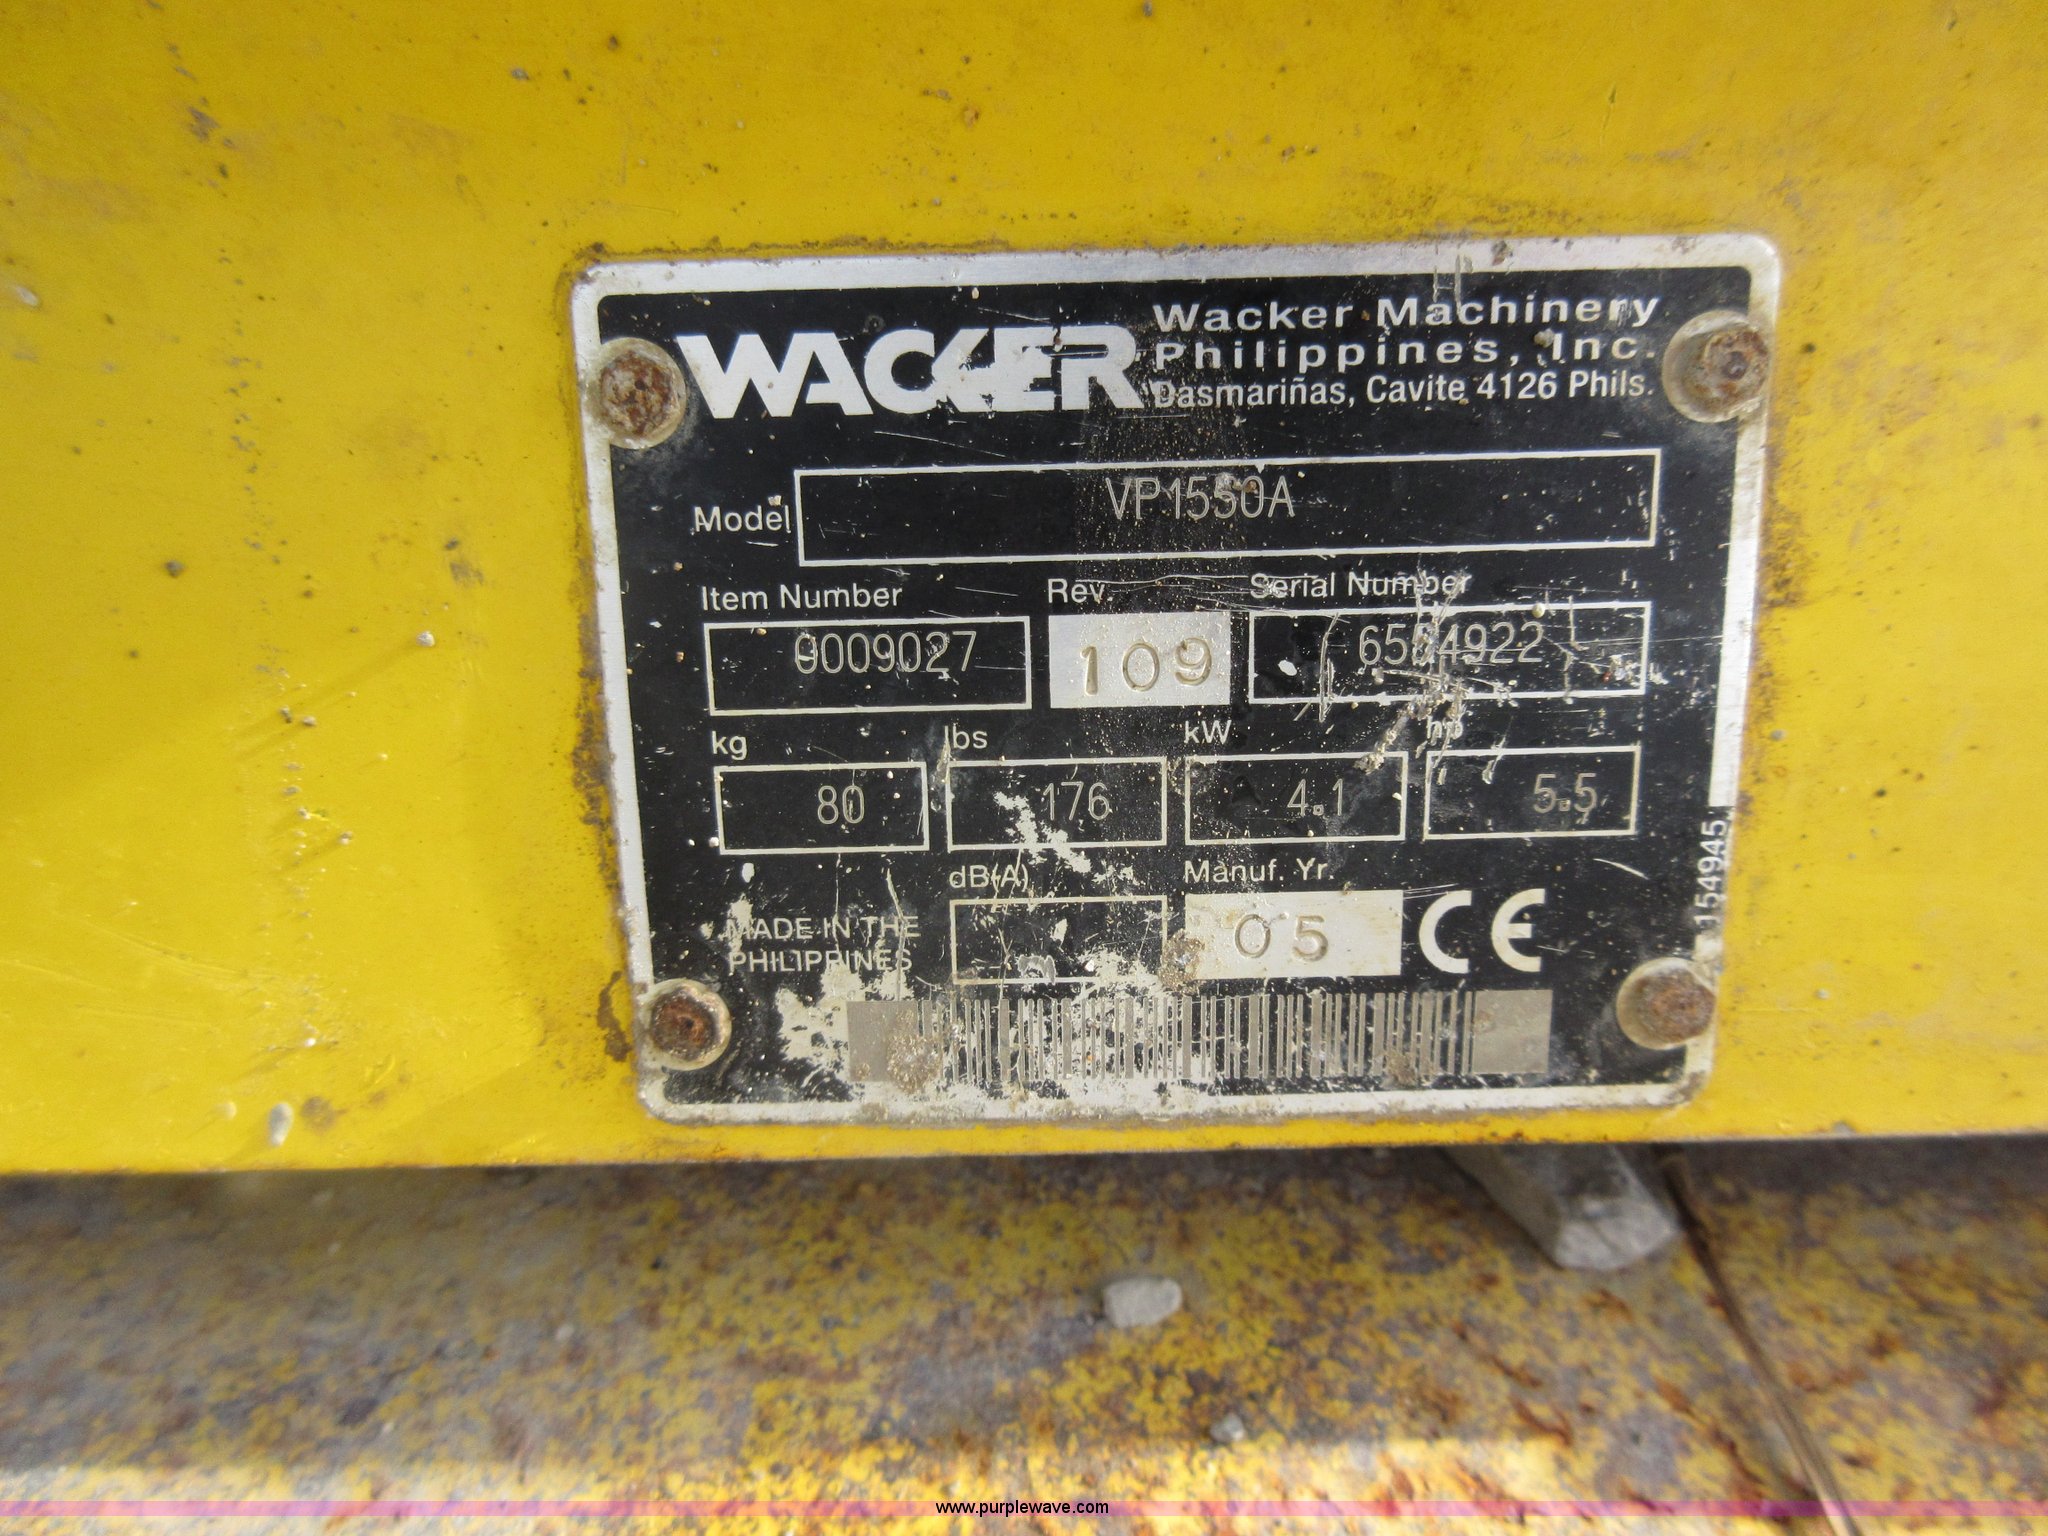 WACKER
Wacker Machinery
Philippines, Inc.
Dasmariñas, Cavite 4126 Phils.
Model VP1550A
Item Number Rev. Serial Number
0009027 109 6554922
kg lbs kW hp
80 176 4.1 5.5
dB(A) Manuf. Yr.
MADE IN THE
PHILIPPINES
05 CE
154945
www.purplewave.com